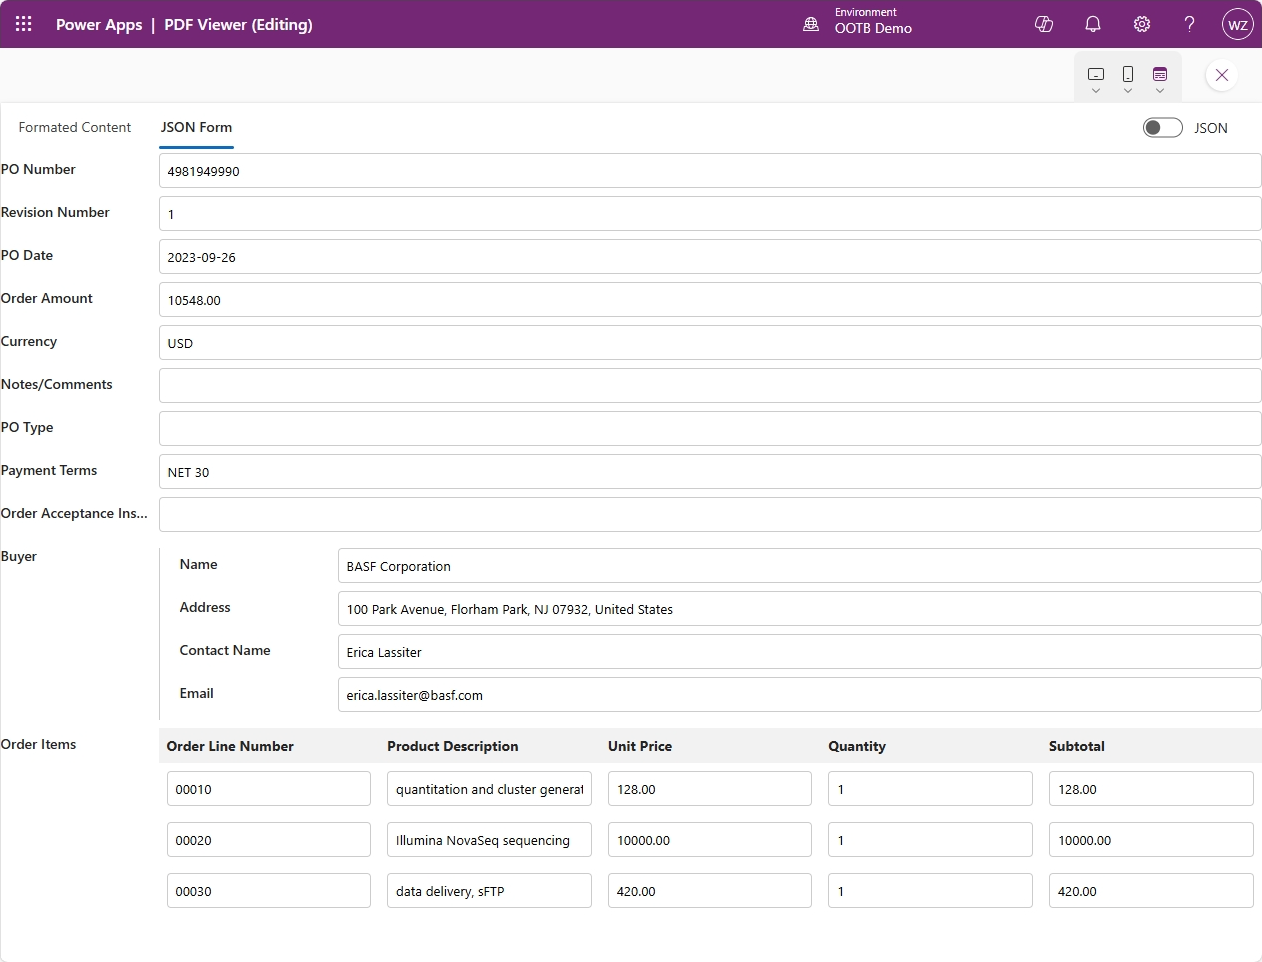 Power Apps | PDF Viewer (Editing)
Environment
OOTB Demo
WZ
Formated Content
JSON Form
JSON
PO Number
4981949990
Revision Number
1
PO Date
2023-09-26
Order Amount
10548.00
Currency
USD
Notes/Comments
PO Type
Payment Terms
NET 30
Order Acceptance Ins...
Buyer
Name
BASF Corporation
Address
100 Park Avenue, Florham Park, NJ 07932, United States
Contact Name
Erica Lassiter
Email
erica.lassiter@basf.com
Order Items
Order Line Number Product Description Unit Price Quantity Subtotal
00010 quantitation and cluster generat 128.00 1 128.00
00020 Illumina NovaSeq sequencing 10000.00 1 10000.00
00030 data delivery, sFTP 420.00 1 420.00